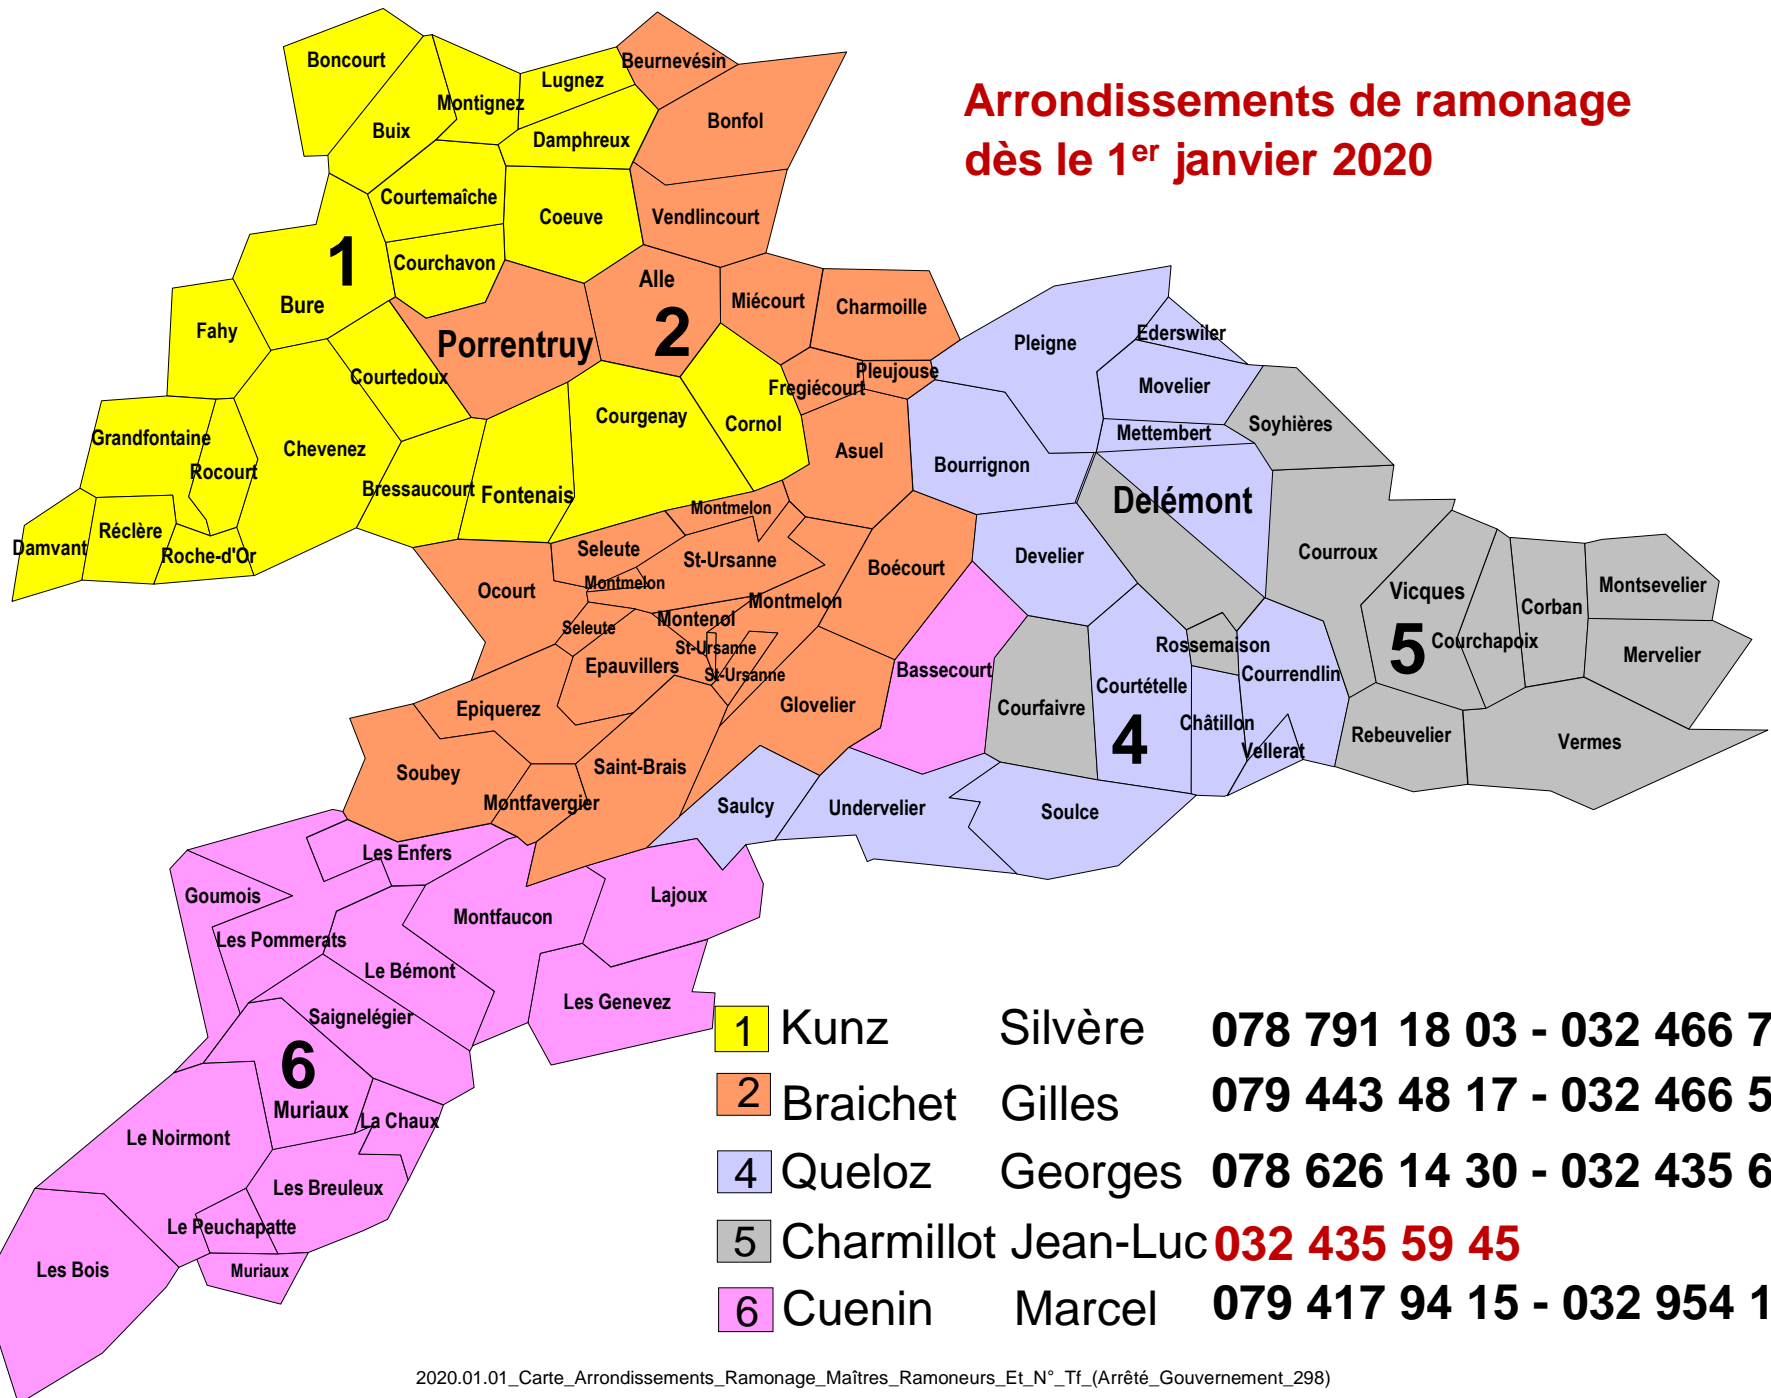 Arrondissements de ramonage
dès le 1er janvier 2020
Boncourt
Buix
Montignez
Lugnez
Beurnevésin
Bonfol
Damphreux
Courtemaîche
Coeuve
Vendlincourt
1
Courchavon
Bure
Fahy
Alle
2
Miécourt
Charmoille
Porrentruy
Courtedoux
Pleujouse
Fregiécourt
Pleigne
Ederswiler
Movelier
Mettembert
Soyhières
Grandfontaine
Rocourt
Chevenez
Courgenay
Cornol
Asuel
Bourrignon
Bressaucourt
Fontenais
Delémont
Damvant
Réclère
Roche-d'Or
Montmelon
Seleute
St-Ursanne
Montmelon
Ocourt
Boécourt
Develier
Courroux
Vicques
5
Courchapoix
Corban
Montsevelier
Mervelier
Montmelon
Montenol
Seleute
St-Ursanne
St-Ursanne
Epauvillers
Bassecourt
Rossemaison
Courrendlin
Courtételle
4
Châtillon
Vellerat
Courfaivre
Rebeuvelier
Vermes
Epiquerez
Glovelier
Soubey
Saint-Brais
Montfavergier
Saulcy
Undervelier
Soulce
Les Enfers
Goumois
Les Pommerats
Montfaucon
Lajoux
Le Bémont
Les Genevez
Saignelégier
6
Muriaux
La Chaux
Le Noirmont
Les Breuleux
Le Peuchapatte
Les Bois
Muriaux
1 Kunz Silvère 078 791 18 03 - 032 466 7
2 Braichet Gilles 079 443 48 17 - 032 466 5
4 Queloz Georges 078 626 14 30 - 032 435 6
5 Charmillot Jean-Luc 032 435 59 45
6 Cuenin Marcel 079 417 94 15 - 032 954 1
2020.01.01_Carte_Arrondissements_Ramonage_Maîtres_Ramoneurs_Et_N°_Tf_(Arrêté_Gouvernement_298)